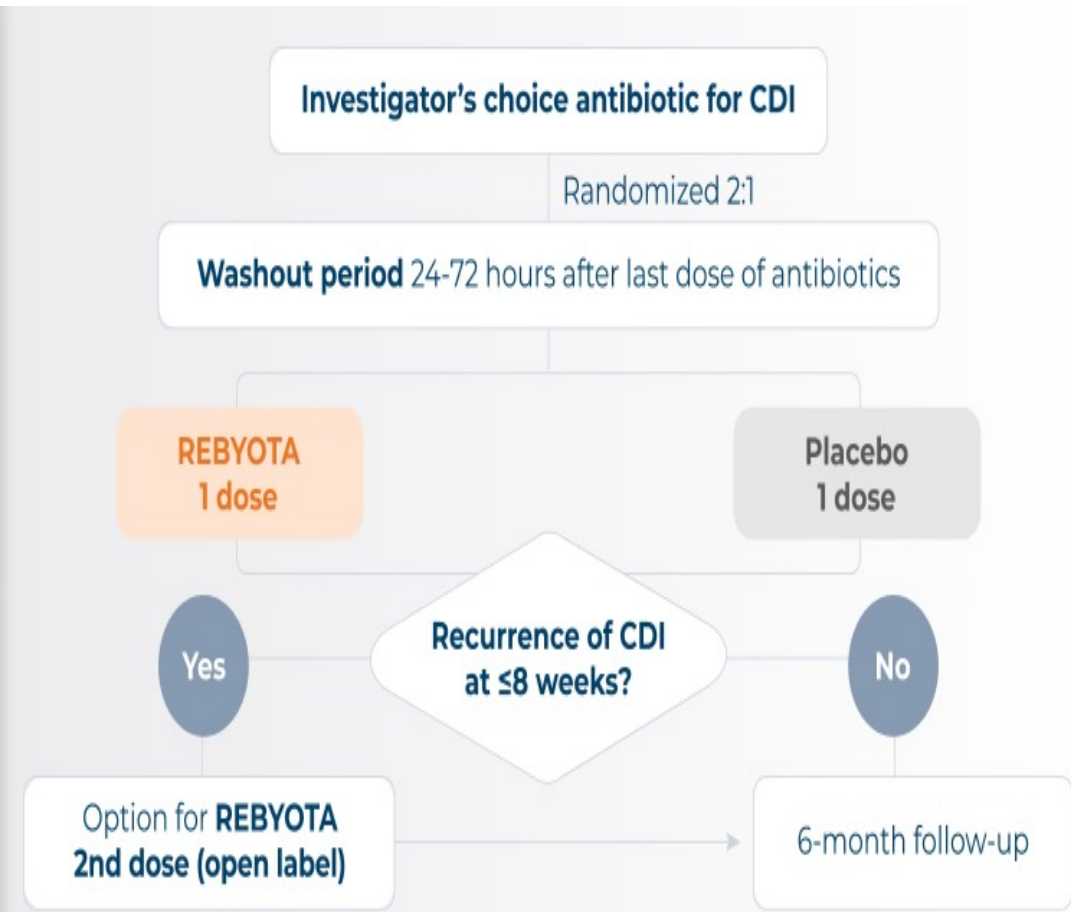 Investigator’s choice antibiotic for CDI
Randomized 2:1
Washout period 24-72 hours after last dose of antibiotics
REBYOTA
1 dose
Placebo
1 dose
Recurrence of CDI
at ≤8 weeks?
Yes
No
Option for REBYOTA
2nd dose (open label)
6-month follow-up